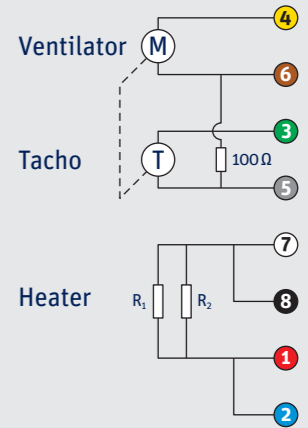 4
Ventilator M
6
3
Tacho T 100 Ω
5
7
Heater R₁ R₂ 8
1
2